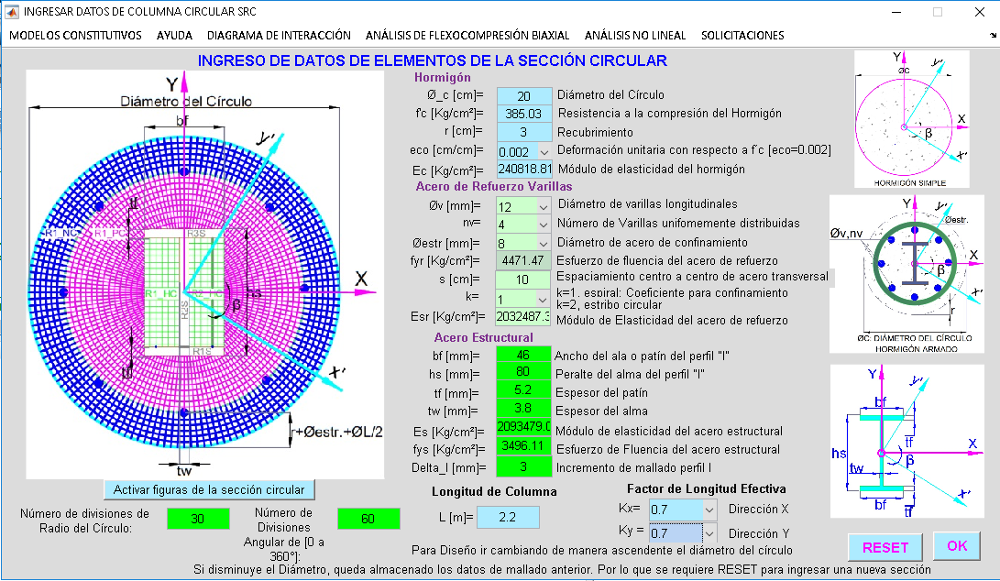 INGRESAR DATOS DE COLUMNA CIRCULAR SRC
MODELOS CONSTITUTIVOS AYUDA DIAGRAMA DE INTERACCIÓN ANÁLISIS DE FLEXOCOMPRESIÓN BIAXIAL ANÁLISIS NO LINEAL SOLICITACIONES
INGRESO DE DATOS DE ELEMENTOS DE LA SECCIÓN CIRCULAR
Y
Diámetro del Círculo
bf
y'
tf
R1_NC R1_PC
R3S
X
R1_HC R2_HC
R2S
hs
β
R1S
tf
x'
r+Øestr.+ØL/2
tw
Activar figuras de la sección circular
Número de divisiones de
Radio del Círculo:
30
Número de
Divisiones
Angular de [0 a
360°]:
60
Hormigón
Ø_c [cm]= 20 Diámetro del Círculo
f'c [Kg/cm²]= 385.03 Resistencia a la compresión del Hormigón
r [cm]= 3 Recubrimiento
eco [cm/cm]= 0.002 Deformación unitaria con respecto a f´c [eco=0.002]
Ec [Kg/cm²]= 240818.81 Módulo de elasticidad del hormigón
Acero de Refuerzo Varillas
Øv [mm]= 12 Diámetro de varillas longitudinales
nv= 4 Número de Varillas unifomemente distribuidas
Øestr [mm]= 8 Diámetro de acero de confinamiento
fyr [Kg/cm²]= 4471.47 Esfuerzo de fluencia del acero de refuerzo
s [cm]= 10 Espaciamiento centro a centro de acero transversal
k= 1 k=1, espiral: Coeficiente para confinamiento
k=2, estribo circular
Esr [Kg/cm²]= 2032487.3 Módulo de Elasticidad del acero de refuerzo
Acero Estructural
bf [mm]= 46 Ancho del ala o patín del perfil "I"
hs [mm]= 80 Peralte del alma del perfil "I"
tf [mm]= 5.2 Espesor del patín
tw [mm]= 3.8 Espesor del alma
Es [Kg/cm²]= 2093479.0 Módulo de elasticidad del acero estructural
fys [Kg/cm²]= 3496.11 Esfuerzo de Fluencia del acero estructural
Delta_l [mm]= 3 Incremento de mallado perfil I
Longitud de Columna
L [m]= 2.2
Factor de Longitud Efectiva
Kx= 0.7 Dirección X
Ky = 0.7 Dirección Y
Para Diseño ir cambiando de manera ascendente el diámetro del círculo
Si disminuye el Diámetro, queda almacenado los datos de mallado anterior. Por lo que se requiere RESET para ingresar una nueva sección
Y
y'
ØC
X
β
x'
HORMIGÓN SIMPLE
Y
y'
Øestr.
Øv,nv
X
β
x'
r
ØC: DIÁMETRO DEL CÍRCULO
HORMIGÓN ARMADO
Y
y'
bf
tf
X
hs
β
tw
x'
bf
tf
RESET
OK